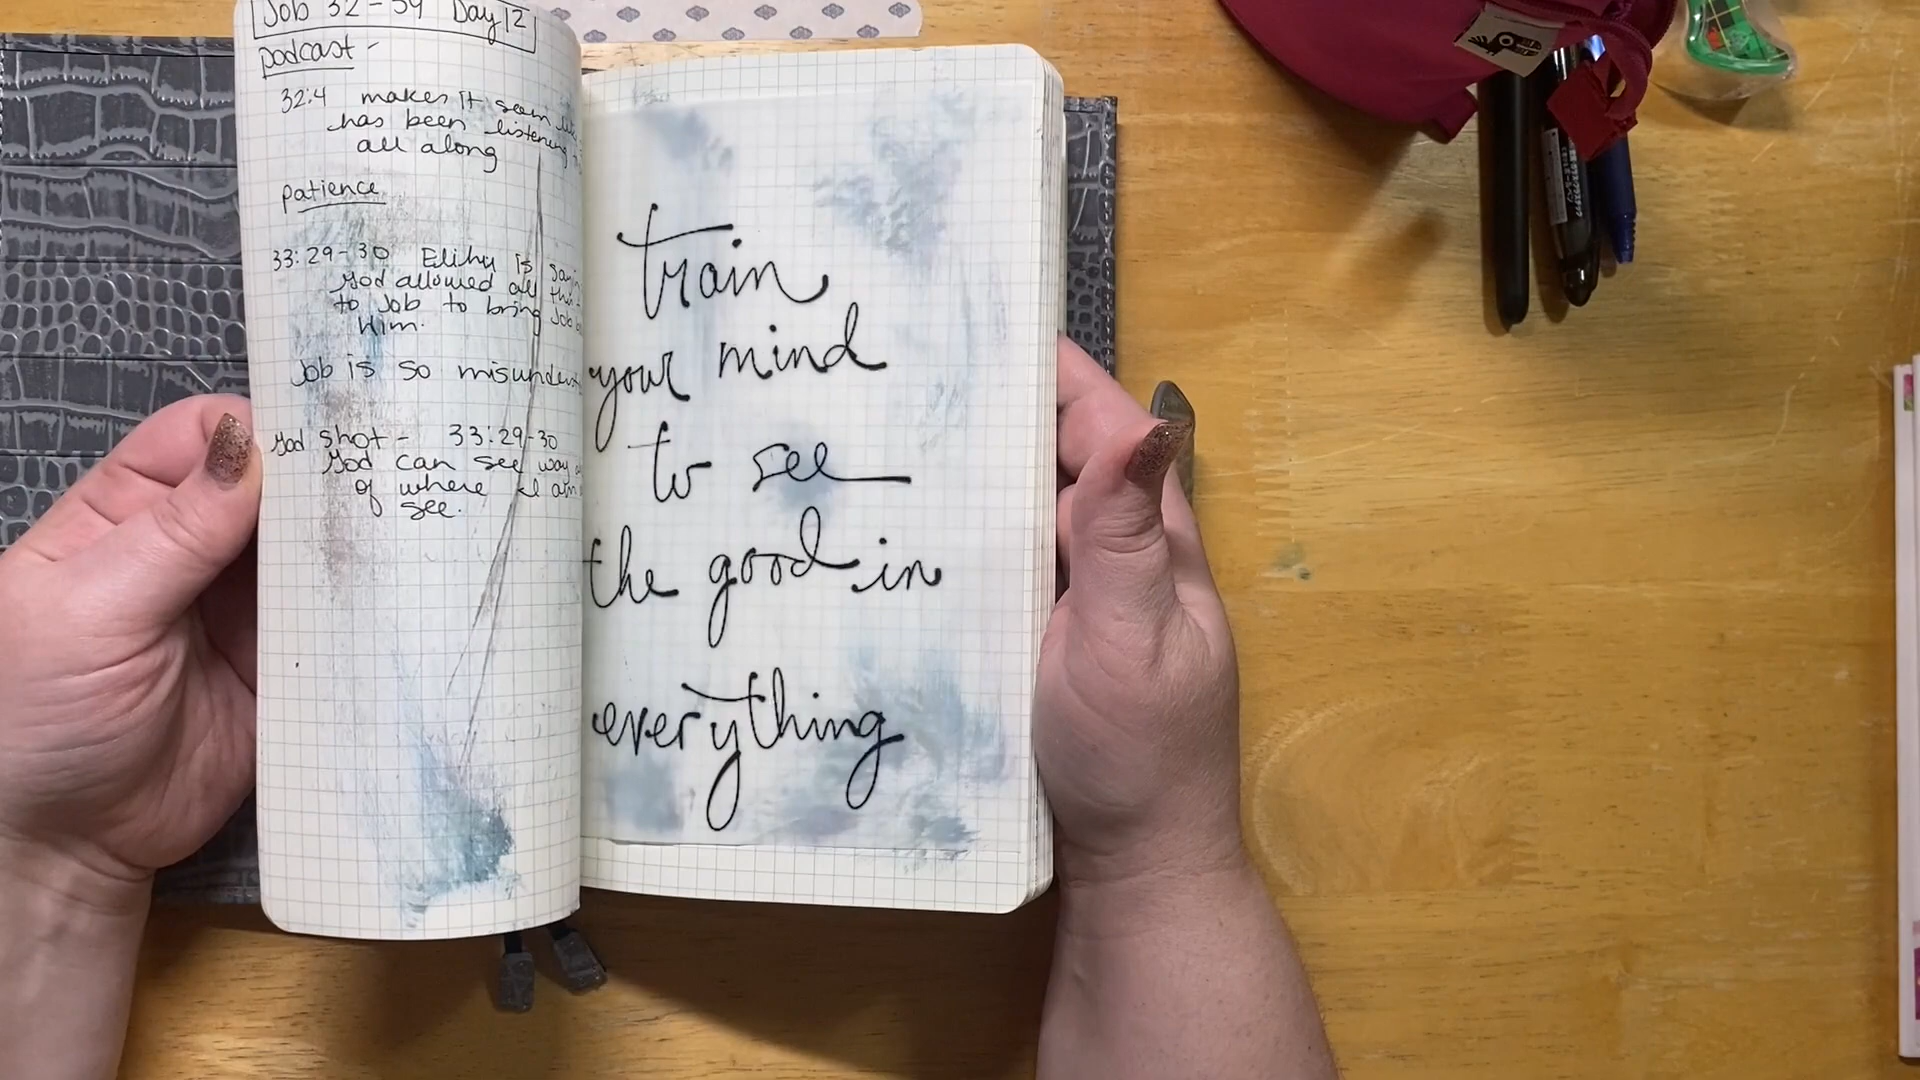 Job 32-34 Day 12
podcast -
32:4 makes it seem
has been listening
all along
patience
33:29-30 Elihu is
God allowed all this
to Job to bring Job
Him.
Job is so
God shot - 33:29-30
God can see way
of where I am
see.
train
your mind
to see
the good in
everything